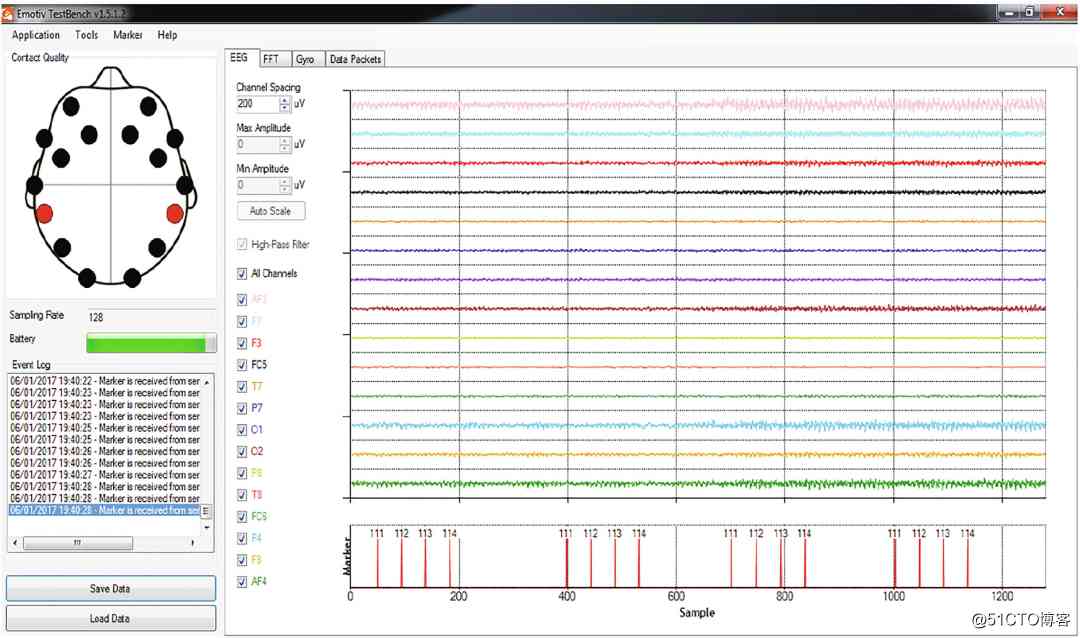 Emotiv TestBench v1.5.1.2
Application Tools Marker Help
Contact Quality
EEG FFT Gyro Data Packets
Channel Spacing
200 uV
Max Amplitude
0 uV
Min Amplitude
0 uV
Auto Scale
High-Pass Filter
All Channels
AF3
F7
F3
FC5
T7
P7
O1
O2
P8
T8
FC6
F4
F8
AF4
Sampling Rate 128
Battery
Event Log
06/01/2017 19:40:22 - Marker is received from ser
06/01/2017 19:40:23 - Marker is received from ser
06/01/2017 19:40:23 - Marker is received from ser
06/01/2017 19:40:23 - Marker is received from ser
06/01/2017 19:40:25 - Marker is received from ser
06/01/2017 19:40:25 - Marker is received from ser
06/01/2017 19:40:26 - Marker is received from ser
06/01/2017 19:40:26 - Marker is received from ser
06/01/2017 19:40:27 - Marker is received from ser
06/01/2017 19:40:28 - Marker is received from ser
06/01/2017 19:40:28 - Marker is received from ser
06/01/2017 19:40:28 - Marker is received from ser
Save Data
Load Data
Marker
111 112 113 114 111 112 113 114 111 112 113 114 111 112 113 114
0 200 400 600 800 1000 1200
Sample
@51CTO博客